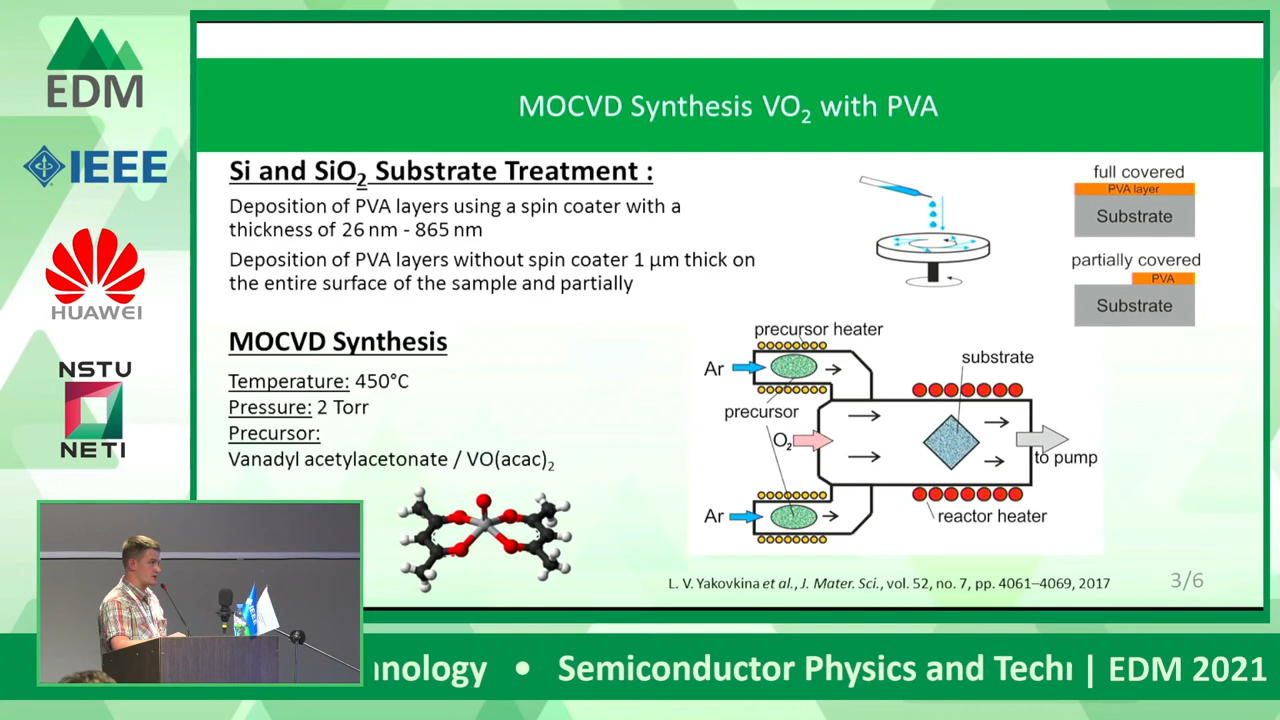 EDM
IEEE
HUAWEI
NSTU
NETI
MOCVD Synthesis VO₂ with PVA
Si and SiO₂ Substrate Treatment :
Deposition of PVA layers using a spin coater with a
thickness of 26 nm - 865 nm
Deposition of PVA layers without spin coater 1 μm thick on
the entire surface of the sample and partially
full covered
PVA layer
Substrate
partially covered
PVA
Substrate
MOCVD Synthesis
Temperature: 450°C
Pressure: 2 Torr
Precursor:
Vanadyl acetylacetonate / VO(acac)₂
precursor heater
Ar
precursor
O₂
substrate
to pump
Ar
reactor heater
L. V. Yakovkina et al., J. Mater. Sci., vol. 52, no. 7, pp. 4061–4069, 2017
3/6
hnology • Semiconductor Physics and Techn | EDM 2021